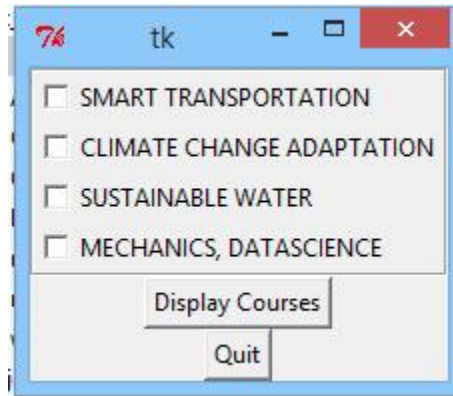 tk
SMART TRANSPORTATION
CLIMATE CHANGE ADAPTATION
SUSTAINABLE WATER
MECHANICS, DATASCIENCE
Display Courses
Quit